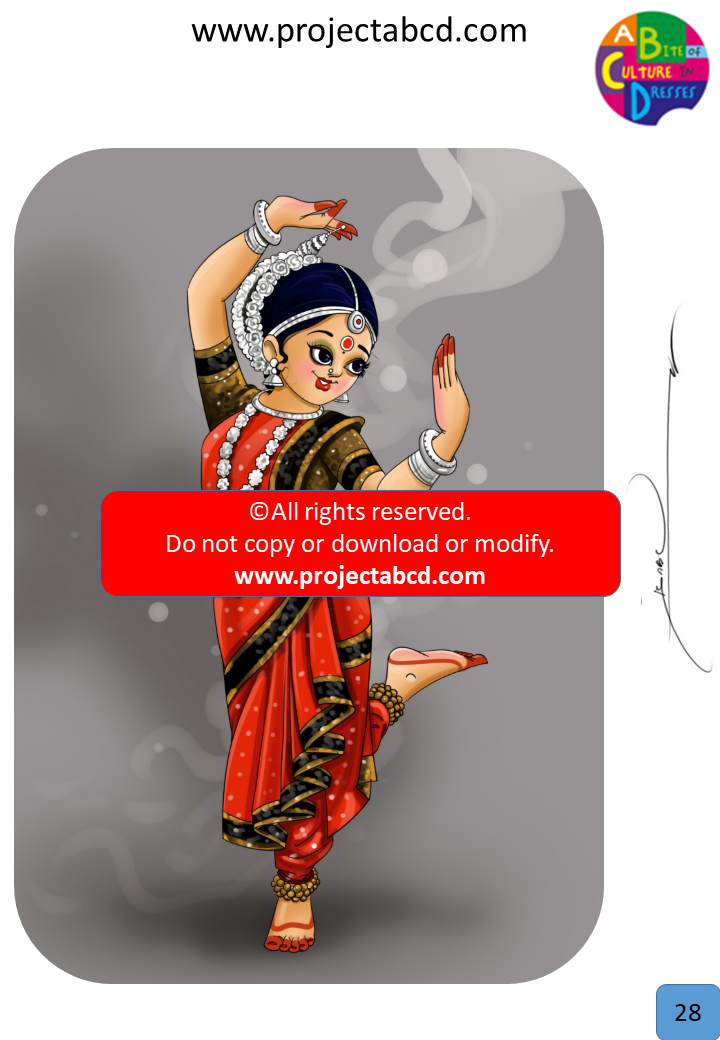 www.projectabcd.com
A BITE OF
CULTURE IN
DRESSES
©All rights reserved.
Do not copy or download or modify.
www.projectabcd.com
28